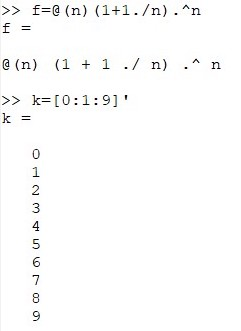 >> f=@(n)(1+1./n).^n
f =
@(n) (1 + 1 ./ n) .^ n
>> k=[0:1:9]'
k =
0
1
2
3
4
5
6
7
8
9